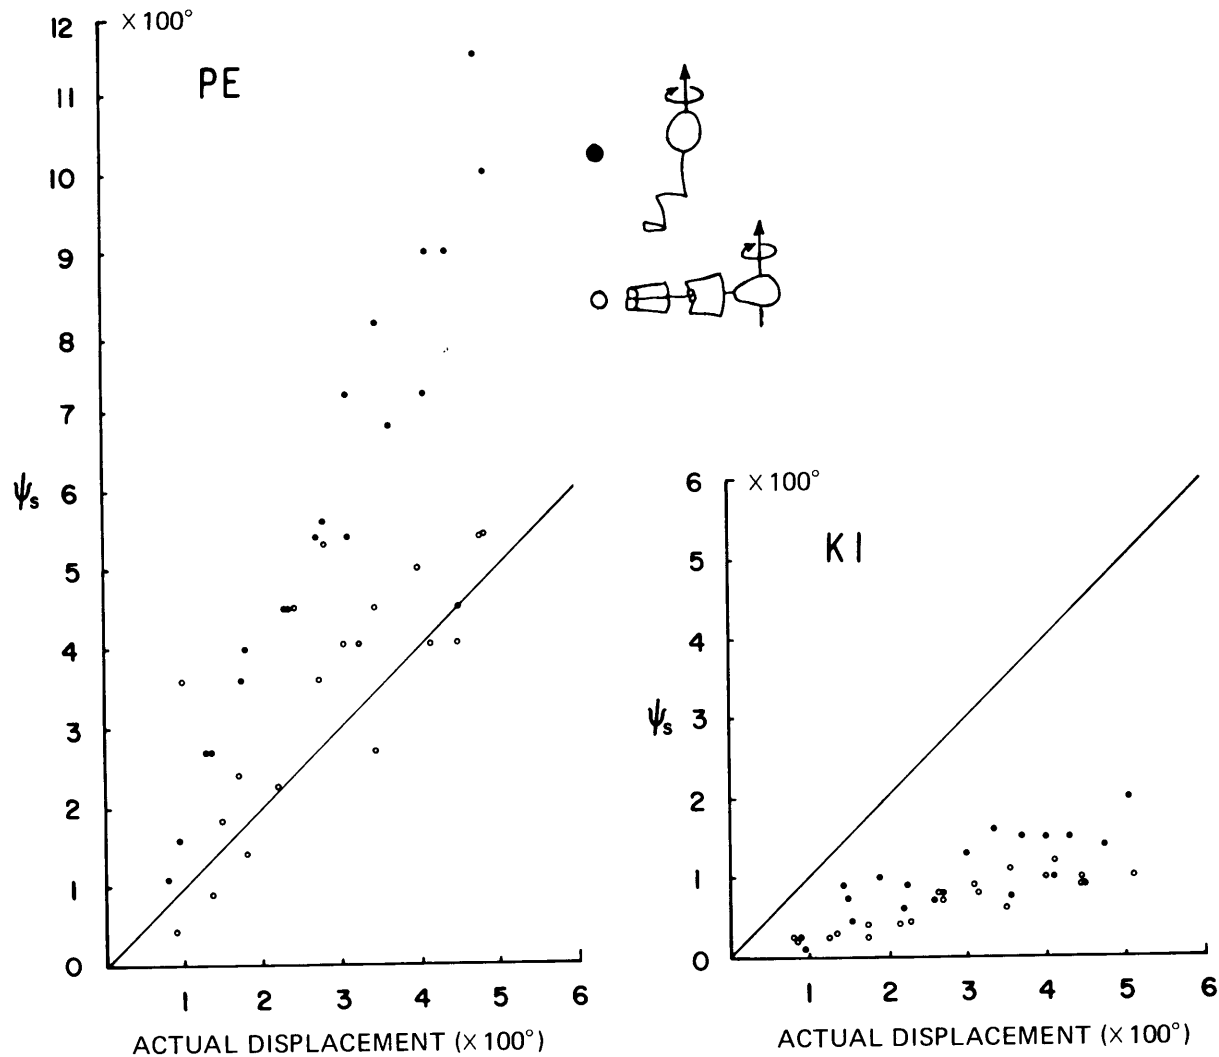 12 ×100°
PE
11
10
9
8
7
ψs 6
5
4
3
2
1
0
1 2 3 4 5 6
ACTUAL DISPLACEMENT (×100°)
6 ×100°
KI
5
4
ψs 3
2
1
0
1 2 3 4 5 6
ACTUAL DISPLACEMENT (×100°)